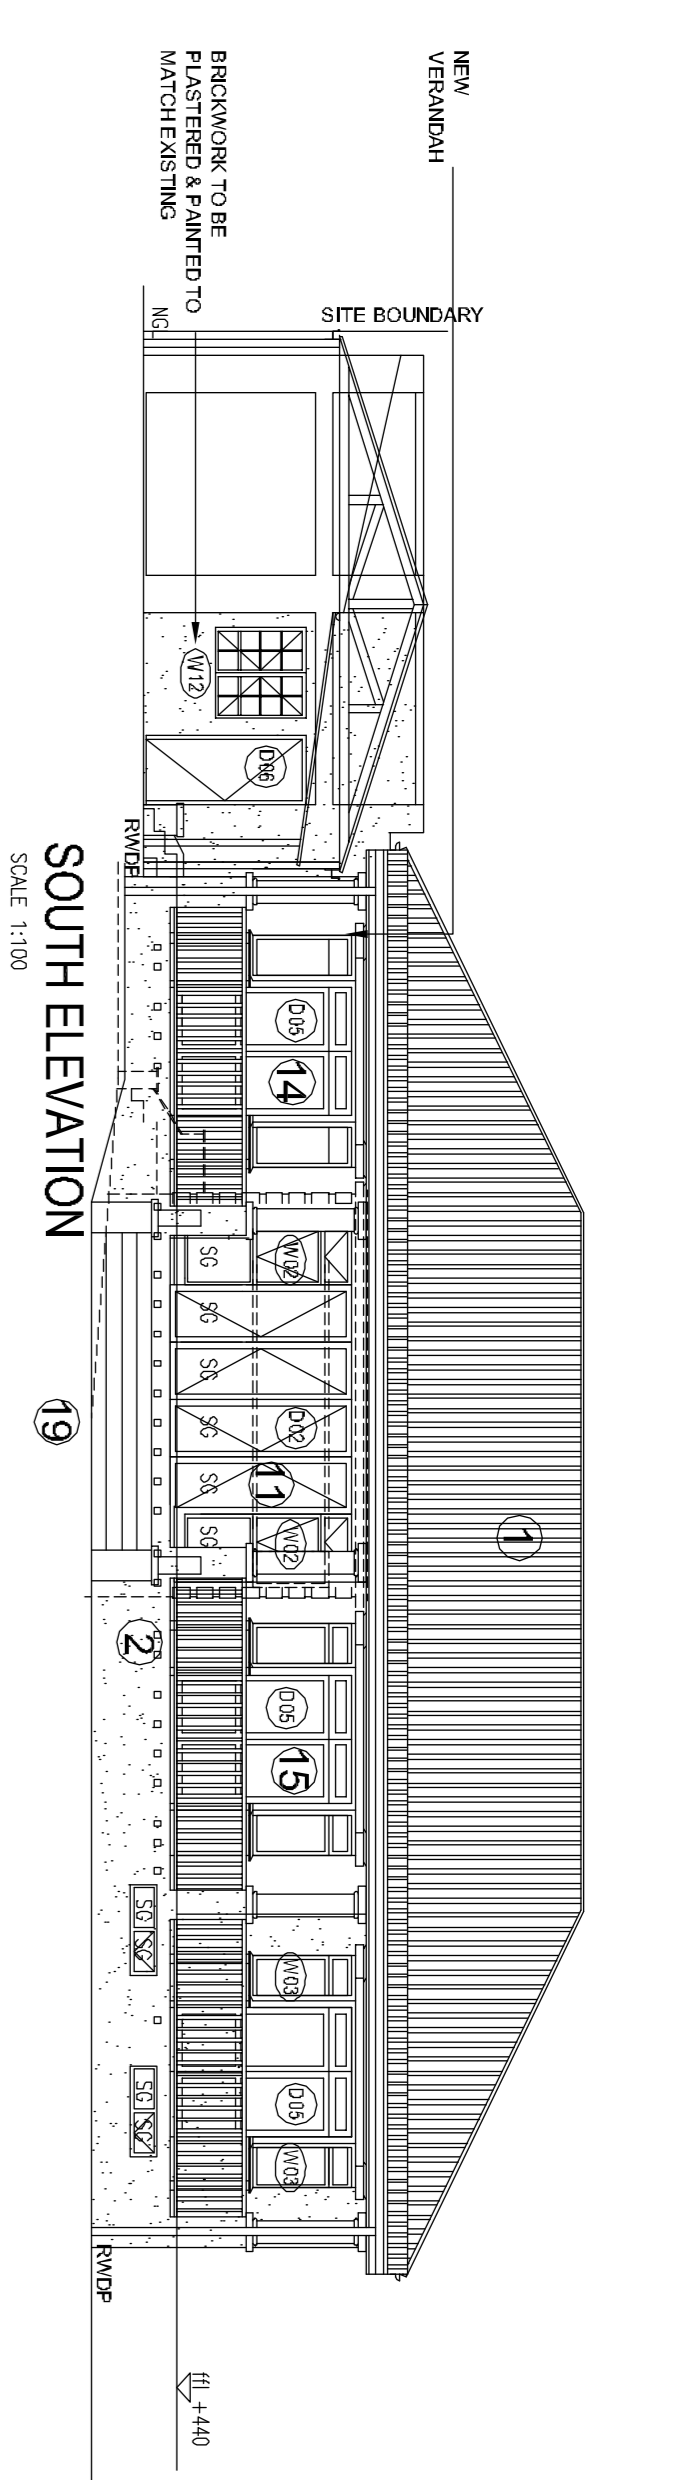 NEW
VERANDAH
BRICKWORK TO BE
PLASTERED & PAINTED TO
MATCH EXISTING
SITE BOUNDARY
NGL
W12
D06
RWDP
D05
14
W02
SG
SG
SG
SG
D02
SG
11
SG
W02
1
2
D05
15
SG
SG
W03
D05
SG
SG
W03
RWDP
ffl +440
19
SOUTH ELEVATION
SCALE 1:100